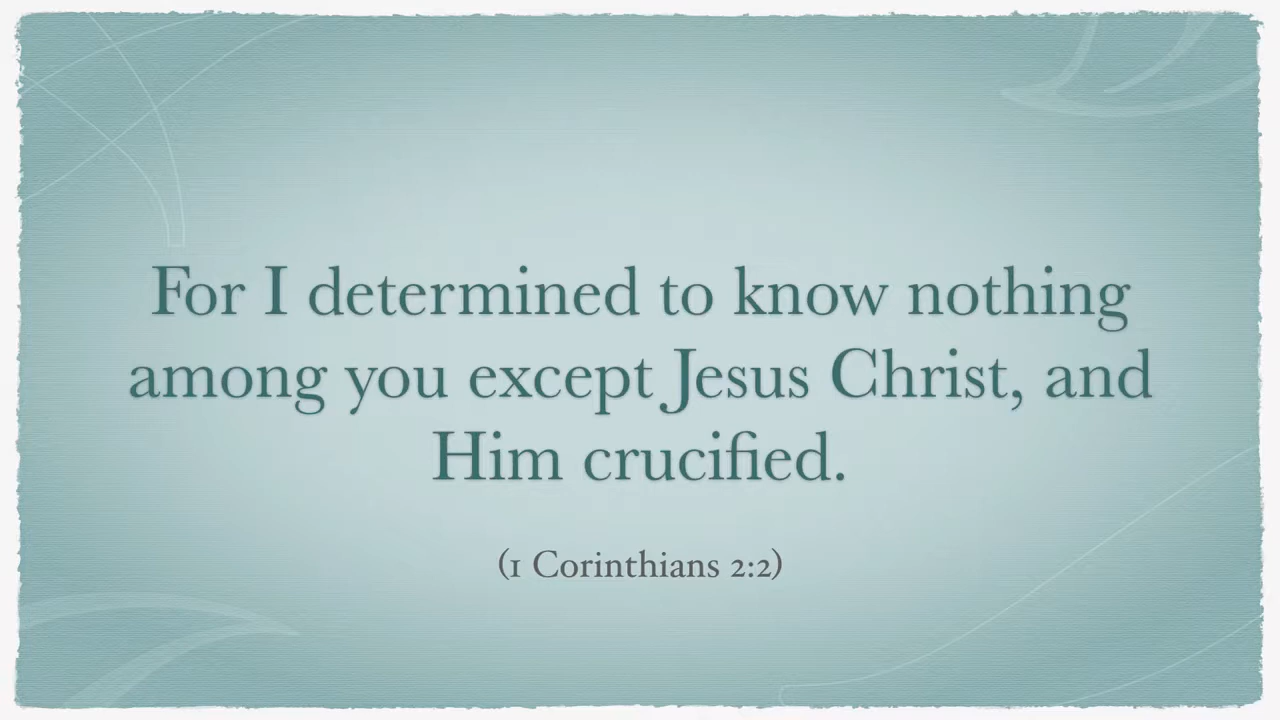 For I determined to know nothing
among you except Jesus Christ, and
Him crucified.
(1 Corinthians 2:2)